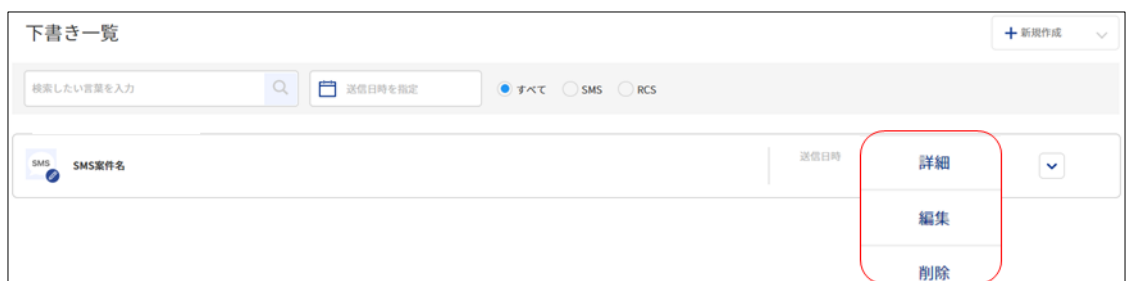 下書き一覧
新規作成
検索したい言葉を入力
送信日時を指定
すべて
SMS
RCS
SMS
SMS案件名
送信日時
詳細
編集
削除